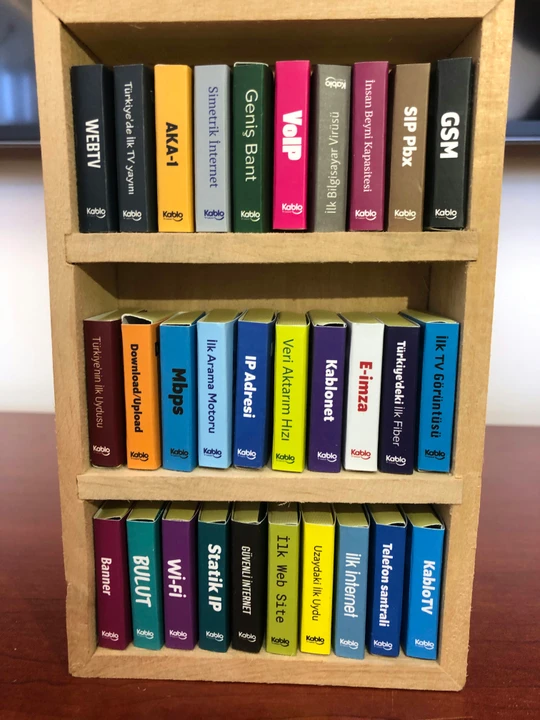 WEBTV
Kablo
Türkiye'de İlk TV yayını
Kablo
AKA-1
Kablo
Simetrik İnternet
Kablo
Geniş Bant
Kablo
VoIP
Kablo
Kablo
İlk Bilgisayar Virüsü
İnsan Beyni Kapasitesi
Kablo
SIP Pbx
Kablo
GSM
Kablo
Türkiye'nin İlk Uydusu
Kablo
Download/Upload
Kablo
Mbps
Kablo
İlk Arama Motoru
Kablo
IP Adresi
Kablo
Veri Aktarım Hızı
Kablo
Kablonet
Kablo
E-imza
Kablo
Türkiye'deki İlk Fiber
Kablo
İlk TV Görüntüsü
Kablo
Banner
Kablo
BULUT
Kablo
Wi-Fi
Kablo
Statik IP
Kablo
GÜVENLİ İNTERNET
Kablo
İlk Web Site
Kablo
Uzaydaki İlk Uydu
Kablo
ilk internet
Kablo
Telefon santrali
Kablo
KabloTV
Kablo